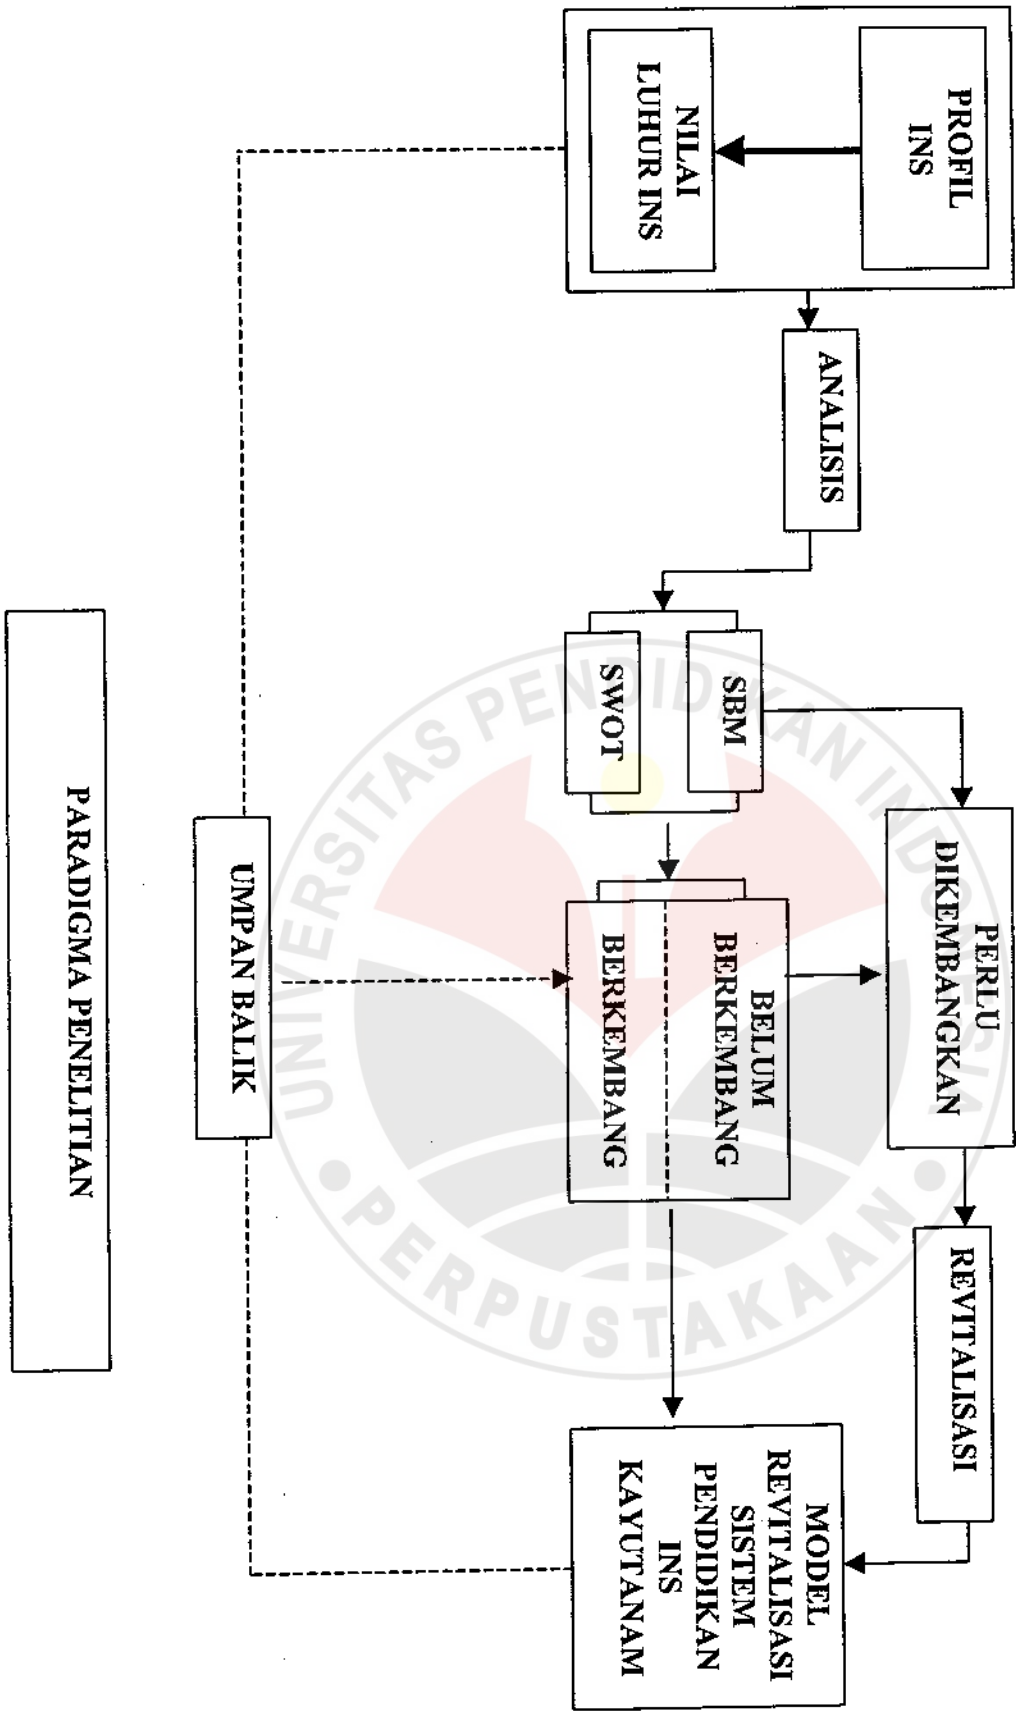 PROFIL
INS
NILAI
LUHUR INS
ANALISIS
SBM
SWOT
PERLU
DIKEMBANGKAN
BELUM
BERKEMBANG
BERKEMBANG
REVITALISASI
MODEL
REVITALISASI
SISTEM
PENDIDIKAN
INS
KAYUTANAM
UMPAN BALIK
PARADIGMA PENELITIAN
UNIVERSITAS PENDIDIKAN INDONESIA
PERPUSTAKAAN